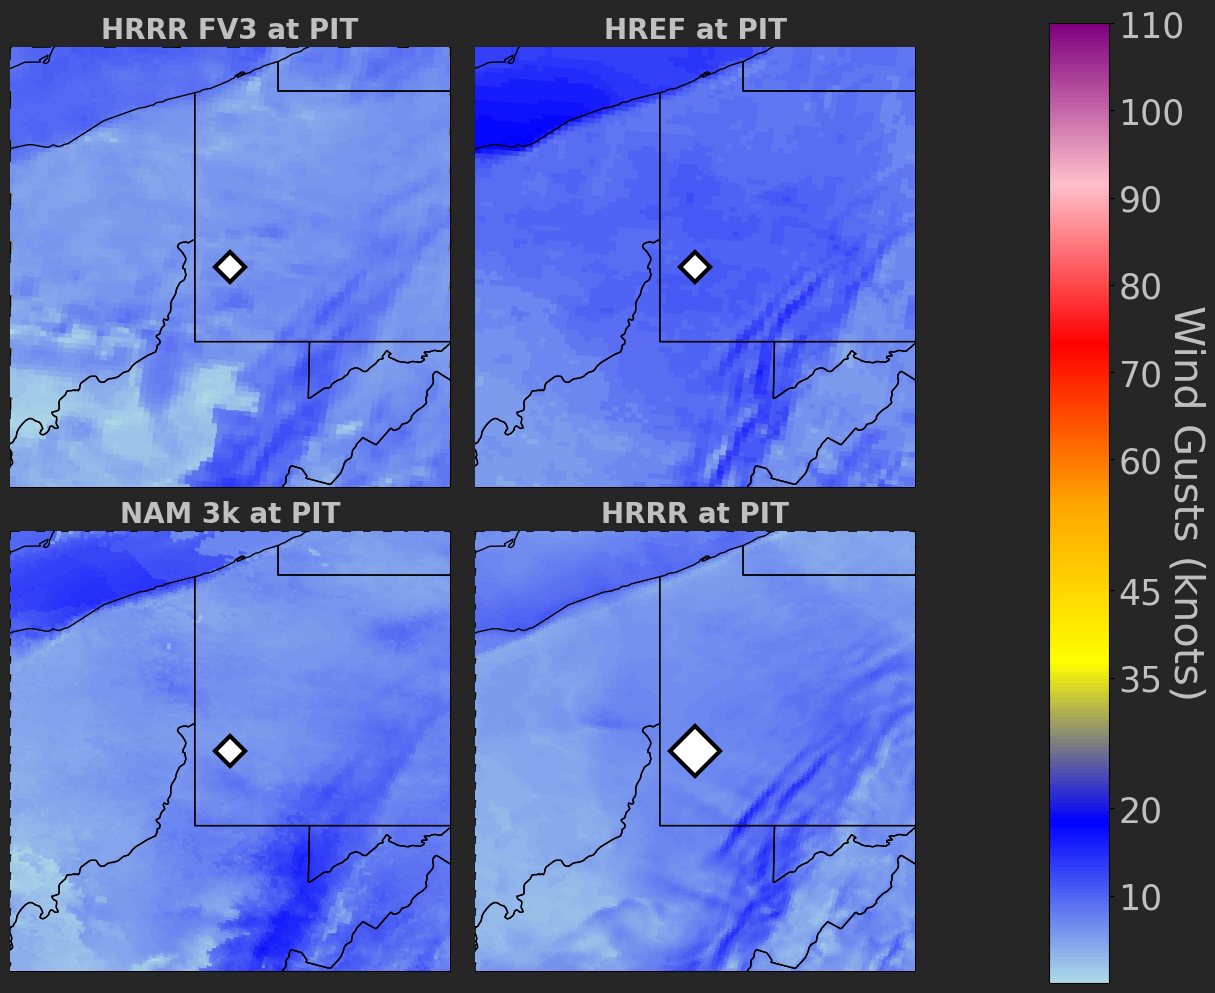 HRRR FV3 at PIT
HREF at PIT
NAM 3k at PIT
HRRR at PIT
110
100
90
80
70
60
45
35
20
10
Wind Gusts (knots)